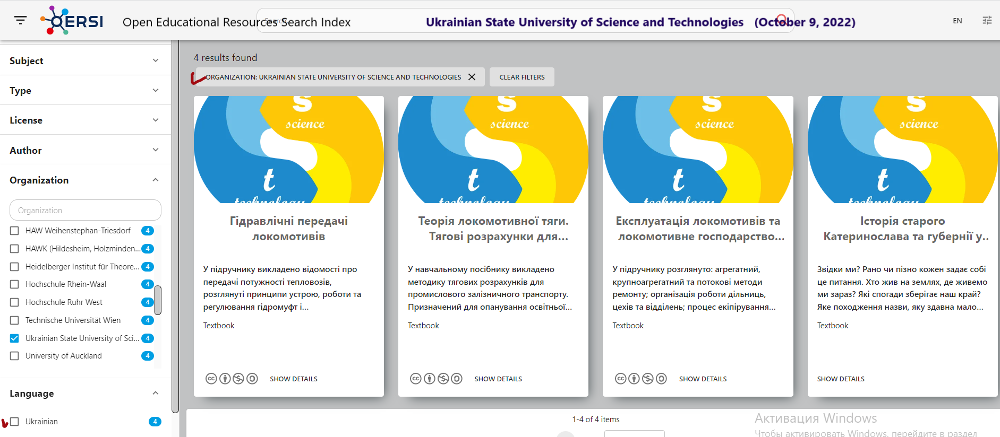 OERSI
Open Educational Resources Search Index
Ukrainian State University of Science and Technologies (October 9, 2022)
EN
Subject
Type
License
Author
Organization
Organization
HAW Weihenstephan-Triesdorf 4
HAWK (Hildesheim, Holzminden... 4
Heidelberger Institut für Theore... 4
Hochschule Rhein-Waal 4
Hochschule Ruhr West 4
Technische Universität Wien 4
Ukrainian State University of Sci... 4
University of Auckland 4
Language
Ukrainian 4
4 results found
ORGANIZATION: UKRAINIAN STATE UNIVERSITY OF SCIENCE AND TECHNOLOGIES
CLEAR FILTERS
s
science
t
technology
Гідравлічні передачі
локомотивів
У підручнику викладено відомості про
передачі потужності тепловозів,
розглянуті принципи устрою, роботи та
регулювання гідромуфт і...
Textbook
cc
SHOW DETAILS
s
science
t
technology
Теорія локомотивної тяги.
Тягові розрахунки для...
У навчальному посібнику викладено
методику тягових розрахунків для
промислового залізничного транспорту.
Призначений для опанування освітньої...
Textbook
cc
SHOW DETAILS
s
science
t
technology
Експлуатація локомотивів та
локомотивне господарство...
У підручнику розглянуто: агрегатний,
крупноагрегатний та потокові методи
ремонту; організація роботи дільниць,
цехів та відділень; процес екіпірування...
Textbook
cc
SHOW DETAILS
s
science
t
technology
Історія старого
Катеринослава та губернії у..
Звідки ми? Рано чи пізно кожен задає собі
це питання. Хто жив на землях, де живемо
ми зараз? Які спогади зберігає наш край?
Яке походження назви, яку здавна мало...
Textbook
SHOW DETAILS
1-4 of 4 items
Активация Windows
Чтобы активировать Windows, перейдите в раздел